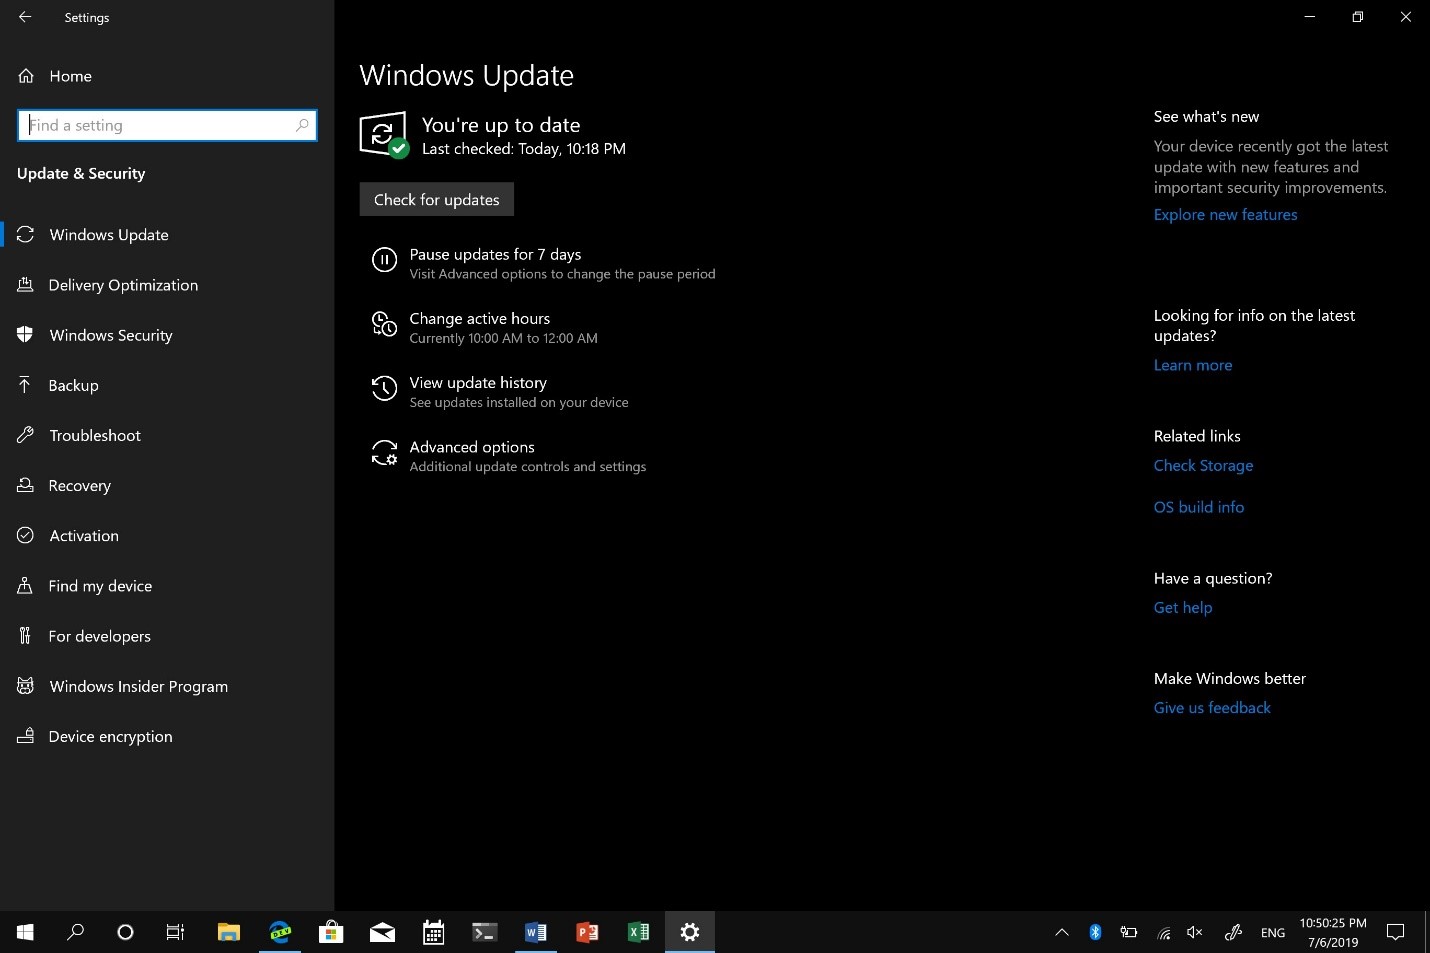 Settings
Home
Find a setting
Update & Security
Windows Update
Delivery Optimization
Windows Security
Backup
Troubleshoot
Recovery
Activation
Find my device
For developers
Windows Insider Program
Device encryption
Windows Update
You're up to date
Last checked: Today, 10:18 PM
Check for updates
Pause updates for 7 days
Visit Advanced options to change the pause period
Change active hours
Currently 10:00 AM to 12:00 AM
View update history
See updates installed on your device
Advanced options
Additional update controls and settings
See what's new
Your device recently got the latest
update with new features and
important security improvements.
Explore new features
Looking for info on the latest
updates?
Learn more
Related links
Check Storage
OS build info
Have a question?
Get help
Make Windows better
Give us feedback
DEV
ENG
10:50:25 PM
7/6/2019